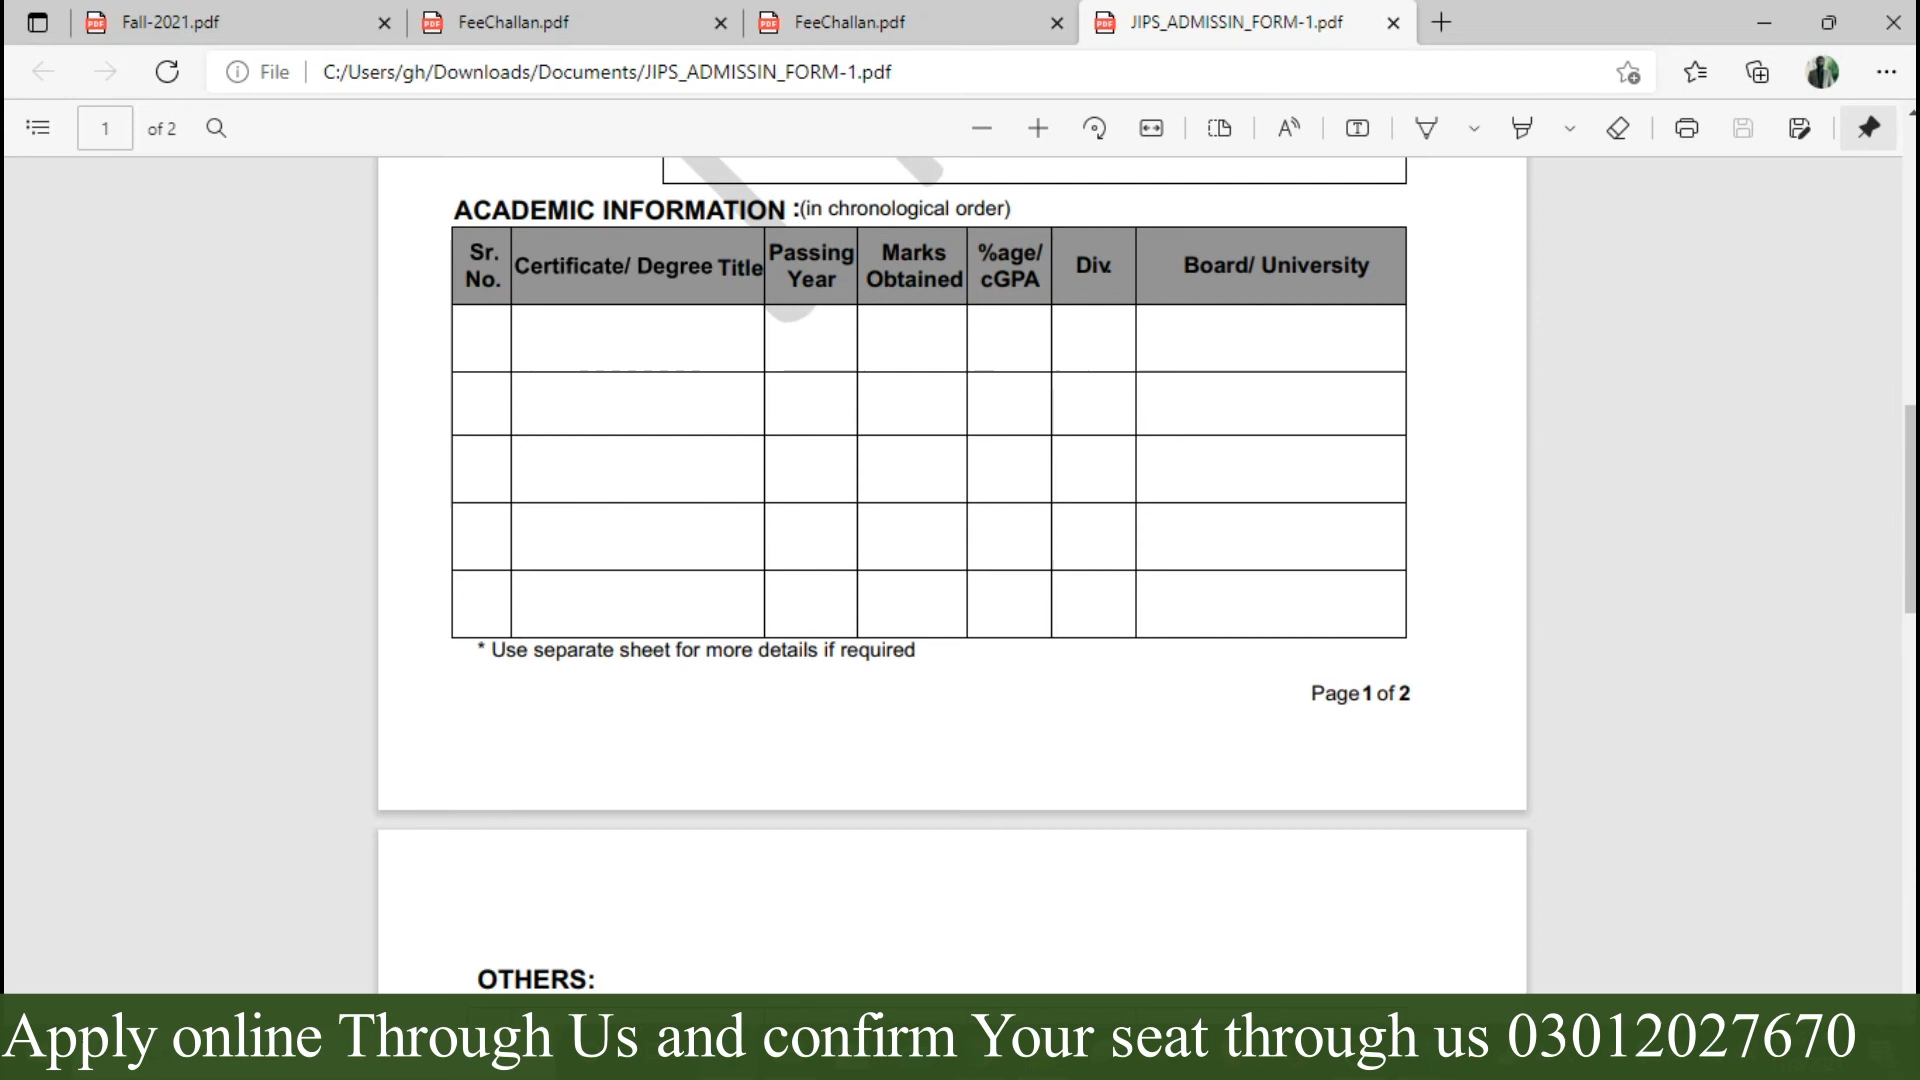 Fall-2021.pdf
FeeChallan.pdf
FeeChallan.pdf
JIPS_ADMISSIN_FORM-1.pdf
File
C:/Users/gh/Downloads/Documents/JIPS_ADMISSIN_FORM-1.pdf
1 of 2
ACADEMIC INFORMATION :(in chronological order)
Sr. No.
Certificate/ Degree Title
Passing Year
Marks Obtained
%age/ cGPA
Div.
Board/ University
* Use separate sheet for more details if required
Page 1 of 2
OTHERS:
Apply online Through Us and confirm Your seat through us 03012027670